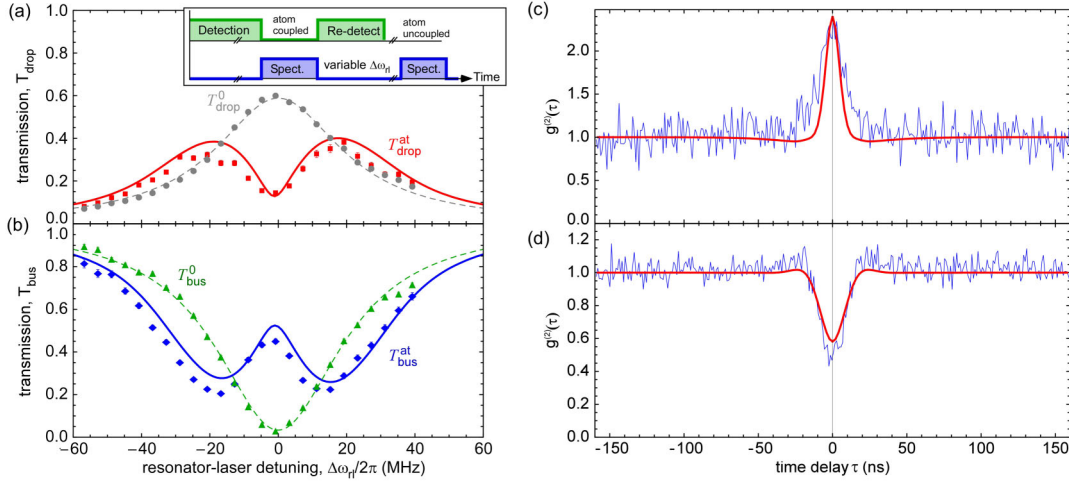 (a)
transmission, T_drop
1.0
0.8
0.6
0.4
0.2
0.0
Detection
atom coupled
Re-detect
atom uncoupled
Spect.
variable Δω_rl
Spect.
Time
T^0_drop
T^at_drop
(b)
transmission, T_bus
1.0
0.8
0.6
0.4
0.2
0.0
T^0_bus
T^at_bus
−60 −40 −20 0 20 40 60
resonator-laser detuning, Δω_rl/2π (MHz)
(c)
g^(2)(τ)
2.0
1.5
1.0
0.5
0.0
(d)
g^(2)(τ)
1.2
1.0
0.8
0.6
0.4
0.2
0.0
-150 -100 -50 0 50 100 150
time delay τ (ns)